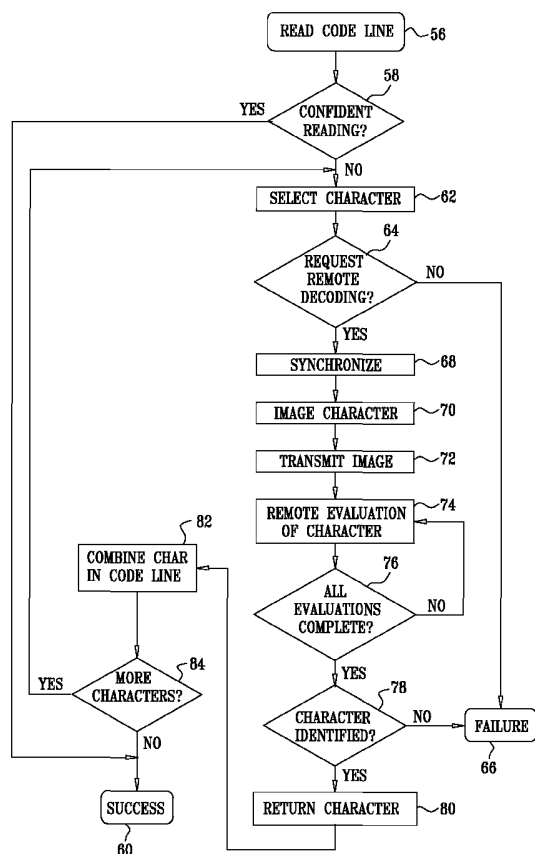 READ CODE LINE
56
58
YES
CONFIDENT
READING?
NO
SELECT CHARACTER
62
64
REQUEST
REMOTE
DECODING?
NO
YES
SYNCHRONIZE
68
IMAGE CHARACTER
70
TRANSMIT IMAGE
72
74
REMOTE EVALUATION
OF CHARACTER
82
COMBINE CHAR
IN CODE LINE
76
ALL
EVALUATIONS
COMPLETE?
NO
YES
84
MORE
CHARACTERS?
YES
NO
78
CHARACTER
IDENTIFIED?
NO
FAILURE
66
YES
SUCCESS
60
RETURN CHARACTER
80